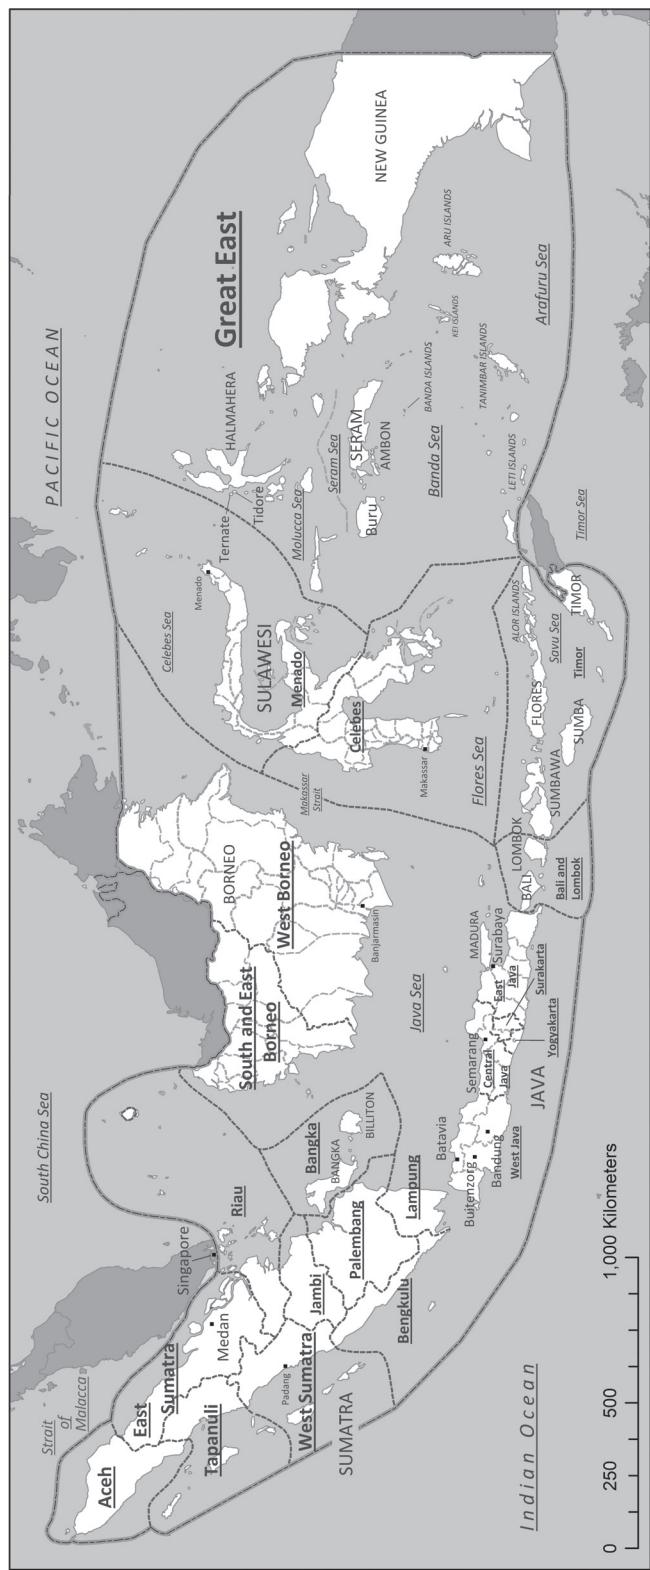 PACIFIC OCEAN
South China Sea
Strait
of
Malacca
Singapore
Aceh
East
Sumatra
Medan
Tapanuli
Riau
Padang
West Sumatra
SUMATRA
Jambi
Palembang
Bengkulu
Lampung
Bangka
BANGKA
BILLITON
South and East
Borneo
BORNEO
West Borneo
Banjarmasin
Java Sea
Batavia
Buitenzorg
Bandung
West Java
Semarang
Central
Java
JAVA
Yogyakarta
Surakarta
MADURA
Surabaya
East
Java
BALI
LOMBOK
Bali and
Lombok
SUMBAWA
SUMBA
FLORES
Flores Sea
ALOR ISLANDS
Savu Sea
Timor
TIMOR
Timor Sea
Makassar
Strait
Makassar
Celebes
SULAWESI
Menado
Menado
Celebes Sea
Ternate
Tidore
HALMAHERA
Molucca Sea
Seram Sea
SERAM
AMBON
Buru
Banda Sea
BANDA ISLANDS
LETI ISLANDS
TANIMBAR ISLANDS
KEI ISLANDS
ARU ISLANDS
Arafuru Sea
Great East
NEW GUINEA
Indian Ocean
0 250 500 1,000 Kilometers